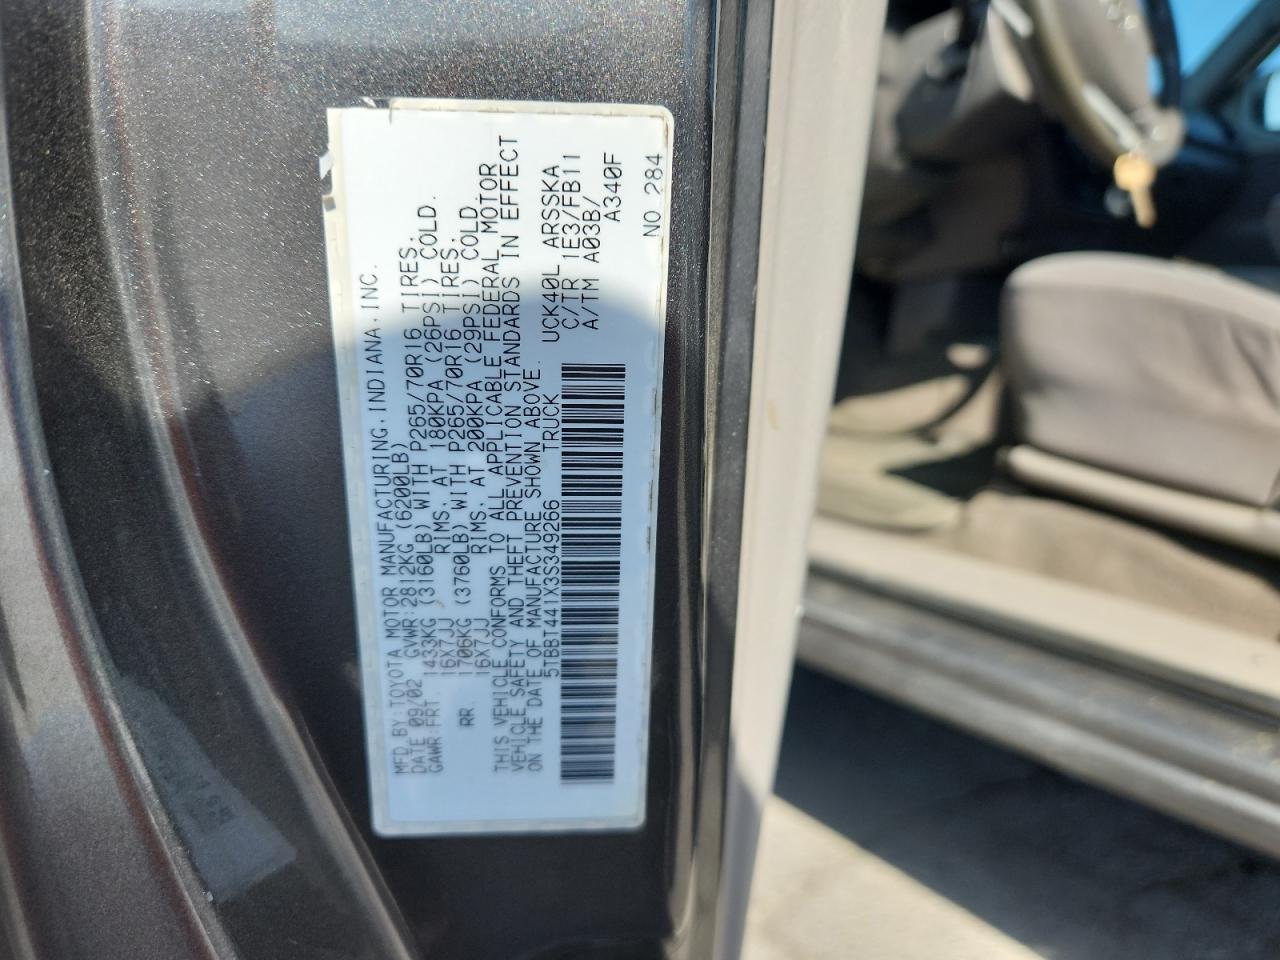 MFD BY:TOYOTA MOTOR MANUFACTURING,INDIANA,INC.
DATE 09/02 GVWR:2812KG(6200LB)
GAWR:FRT. 1433KG (3160LB) WITH P265/70R16 TIRES,
16X7JJ RIMS, AT 180KPA (26PSI) COLD.
RR. 1706KG (3760LB) WITH P265/70R16 TIRES,
16X7JJ RIMS, AT 200KPA (29PSI) COLD.
THIS VEHICLE CONFORMS TO ALL APPLICABLE FEDERAL MOTOR
VEHICLE SAFETY AND THEFT PREVENTION STANDARDS IN EFFECT
ON THE DATE OF MANUFACTURE SHOWN ABOVE.
5TBBT441X3S349266 TRUCK
UCK40L ARSSKA
C/TR 1E3/FB11
A/TM A03B/
A340F
NO. 284